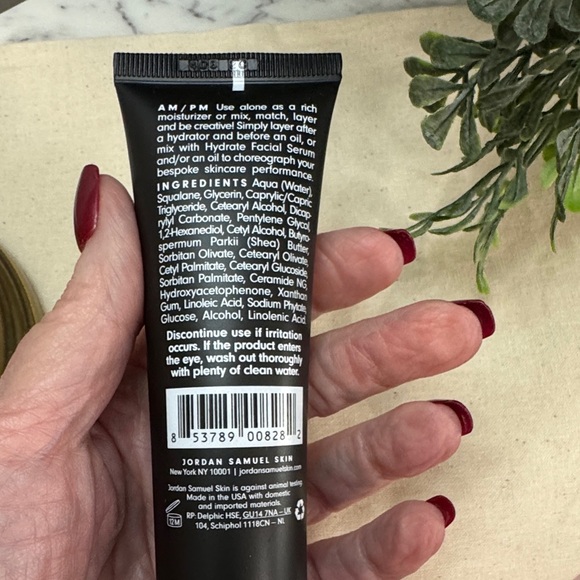 AM/PM Use alone as a rich
moisturizer or mix, match, layer
and be creative! Simply layer after
a hydrator and before an oil, or
mix with Hydrate Facial Serum
and/or an oil to choreograph your
bespoke skincare performance.
INGREDIENTS Aqua (Water),
Squalane, Glycerin, Caprylic/Capric
Triglyceride, Cetearyl Alcohol, Dicap-
rylyl Carbonate, Pentylene Glycol,
1,2-Hexanediol, Cetyl Alcohol, Butyro-
spermum Parkii (Shea) Butter,
Sorbitan Olivate, Cetearyl Olivate,
Cetyl Palmitate, Cetearyl Glucoside,
Sorbitan Palmitate, Ceramide NG,
Hydroxyacetophenone, Xanthan
Gum, Linoleic Acid, Sodium Phytate,
Glucose, Alcohol, Linolenic Acid.
Discontinue use if irritation
occurs. If the product enters
the eye, wash out thoroughly
with plenty of clean water.
8 53789 00828 2
JORDAN SAMUEL SKIN
New York NY 10001 | jordansamuelskin.com
Jordan Samuel Skin is against animal testing.
Made in the USA with domestic
and imported materials.
12M
RP: Delphic HSE, GU14 7NA – UK
104, Schiphol 1118CN – NL